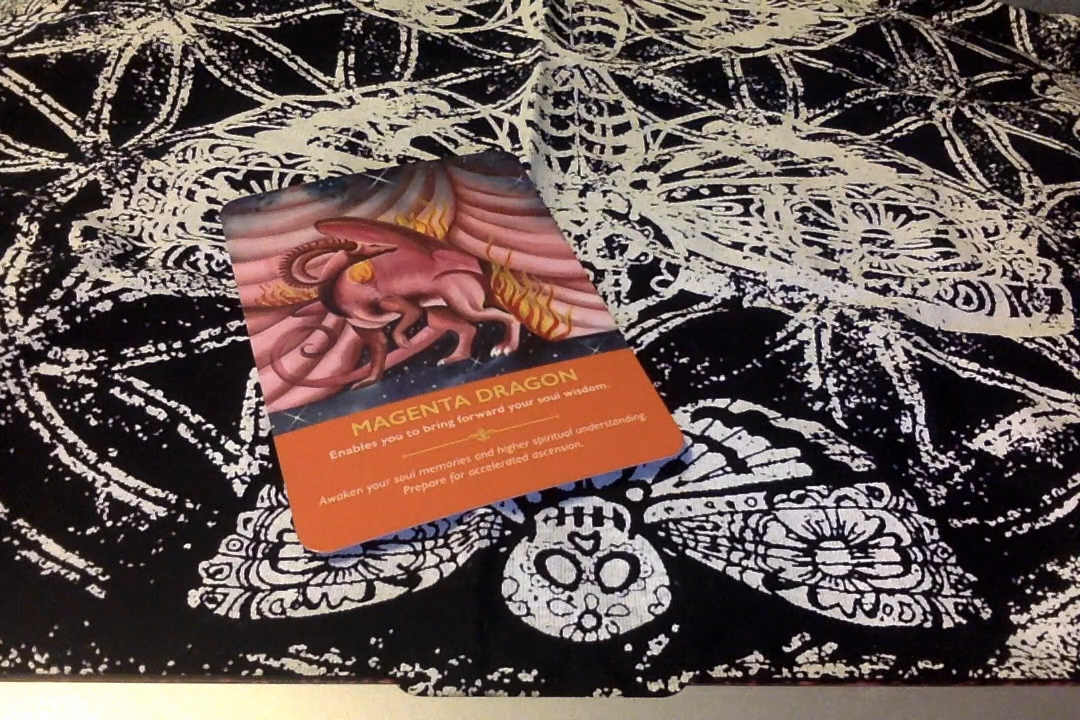 MAGENTA DRAGON
Enables you to bring forward your soul wisdom.
Awaken your soul memories and higher spiritual understanding.
Prepare for accelerated ascension.